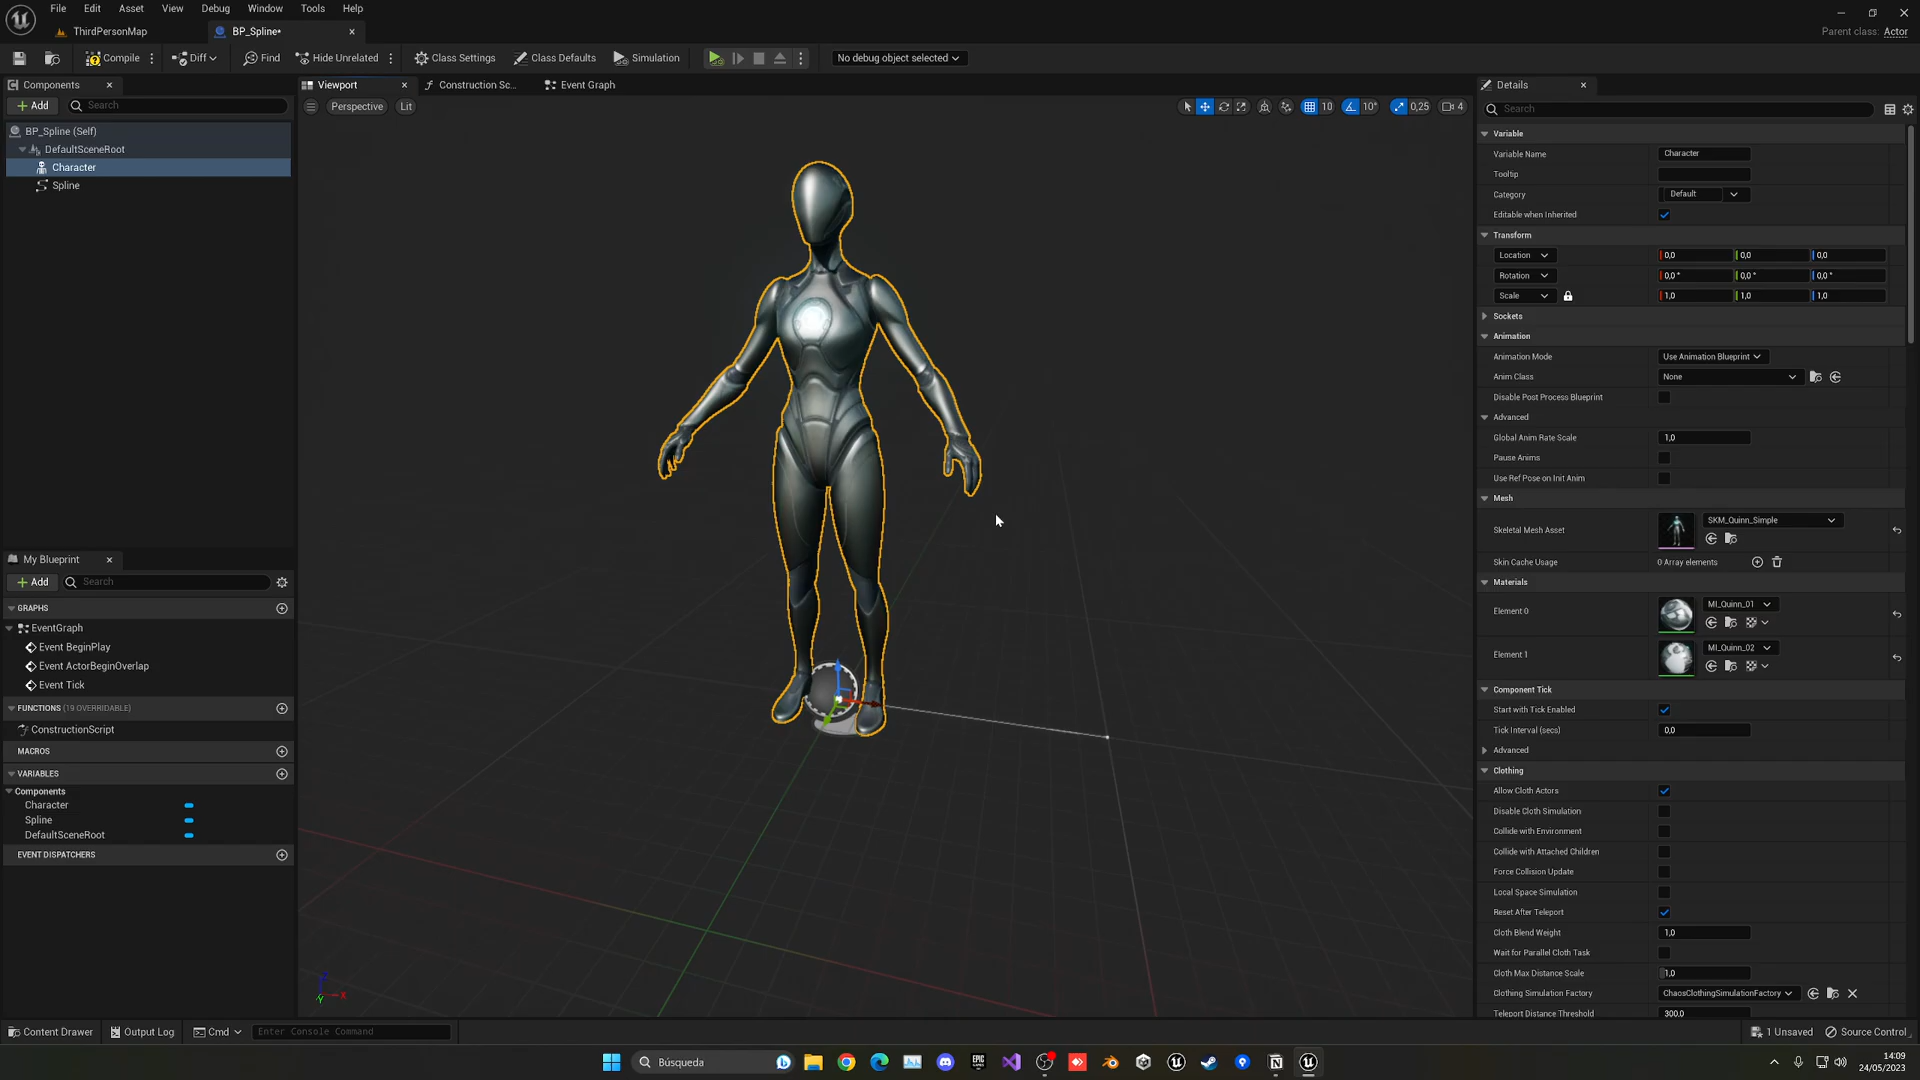 File Edit Asset View Debug Window Tools Help
ThirdPersonMap BP_Spline*
Parent class: Actor
Compile Diff Find Hide Unrelated Class Settings Class Defaults Simulation No debug object selected
Components
Add Search
BP_Spline (Self)
DefaultSceneRoot
Character
Spline
My Blueprint
Add Search
GRAPHS
EventGraph
Event BeginPlay
Event ActorBeginOverlap
Event Tick
FUNCTIONS (19 OVERRIDABLE)
ConstructionScript
MACROS
VARIABLES
Components
Character
Spline
DefaultSceneRoot
EVENT DISPATCHERS
Viewport Construction Sc... Event Graph
Perspective Lit
10 10° 0,25 4
Z
X
Y
Details
Search
Variable
Variable Name Character
Tooltip
Category Default
Editable when Inherited
Transform
Location 0,0 0,0 0,0
Rotation 0,0 ° 0,0 ° 0,0 °
Scale 1,0 1,0 1,0
Sockets
Animation
Animation Mode Use Animation Blueprint
Anim Class None
Disable Post Process Blueprint
Advanced
Global Anim Rate Scale 1,0
Pause Anims
Use Ref Pose on Init Anim
Mesh
Skeletal Mesh Asset SKM_Quinn_Simple
Skin Cache Usage 0 Array elements
Materials
Element 0 MI_Quinn_01
Element 1 MI_Quinn_02
Component Tick
Start with Tick Enabled
Tick Interval (secs) 0,0
Advanced
Clothing
Allow Cloth Actors
Disable Cloth Simulation
Collide with Environment
Collide with Attached Children
Force Collision Update
Local Space Simulation
Reset After Teleport
Cloth Blend Weight 1,0
Wait for Parallel Cloth Task
Cloth Max Distance Scale 1,0
Clothing Simulation Factory ChaosClothingSimulationFactory
Teleport Distance Threshold 300,0
Content Drawer Output Log Cmd Enter Console Command
1 Unsaved Source Control
Búsqueda
EPIC GAMES
14:09
24/05/2023